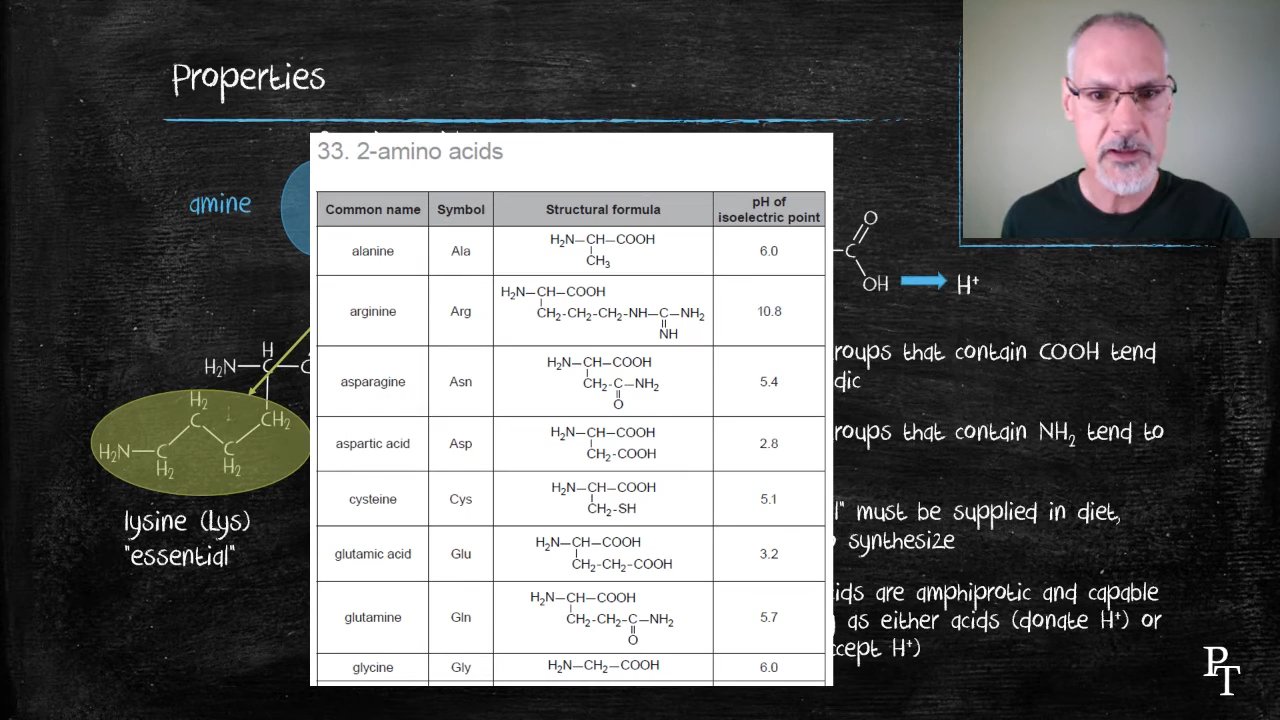 Properties
33. 2-amino acids
Common name Symbol Structural formula pH of isoelectric point
alanine Ala H₂N—CH—COOH 6.0
CH₃
arginine Arg H₂N—CH—COOH 10.8
CH₂-CH₂-CH₂-NH—C—NH₂
NH
asparagine Asn H₂N—CH—COOH 5.4
CH₂-C—NH₂
O
aspartic acid Asp H₂N—CH—COOH 2.8
CH₂-COOH
cysteine Cys H₂N—CH—COOH 5.1
CH₂-SH
glutamic acid Glu H₂N—CH—COOH 3.2
CH₂-CH₂-COOH
glutamine Gln H₂N—CH—COOH 5.7
CH₂-CH₂-C—NH₂
O
glycine Gly H₂N—CH₂—COOH 6.0
amine
H
H₂N—C—C
H₂
C CH₂
H₂N—C C
H₂ H₂
lysine (Lys)
"essential"
O
C
OH H⁺
that contain COOH tend
that contain NH₂ tend to
must be supplied in diet,
synthesize
are amphiprotic and capable
as either acids (donate H⁺) or
H⁺)
PT